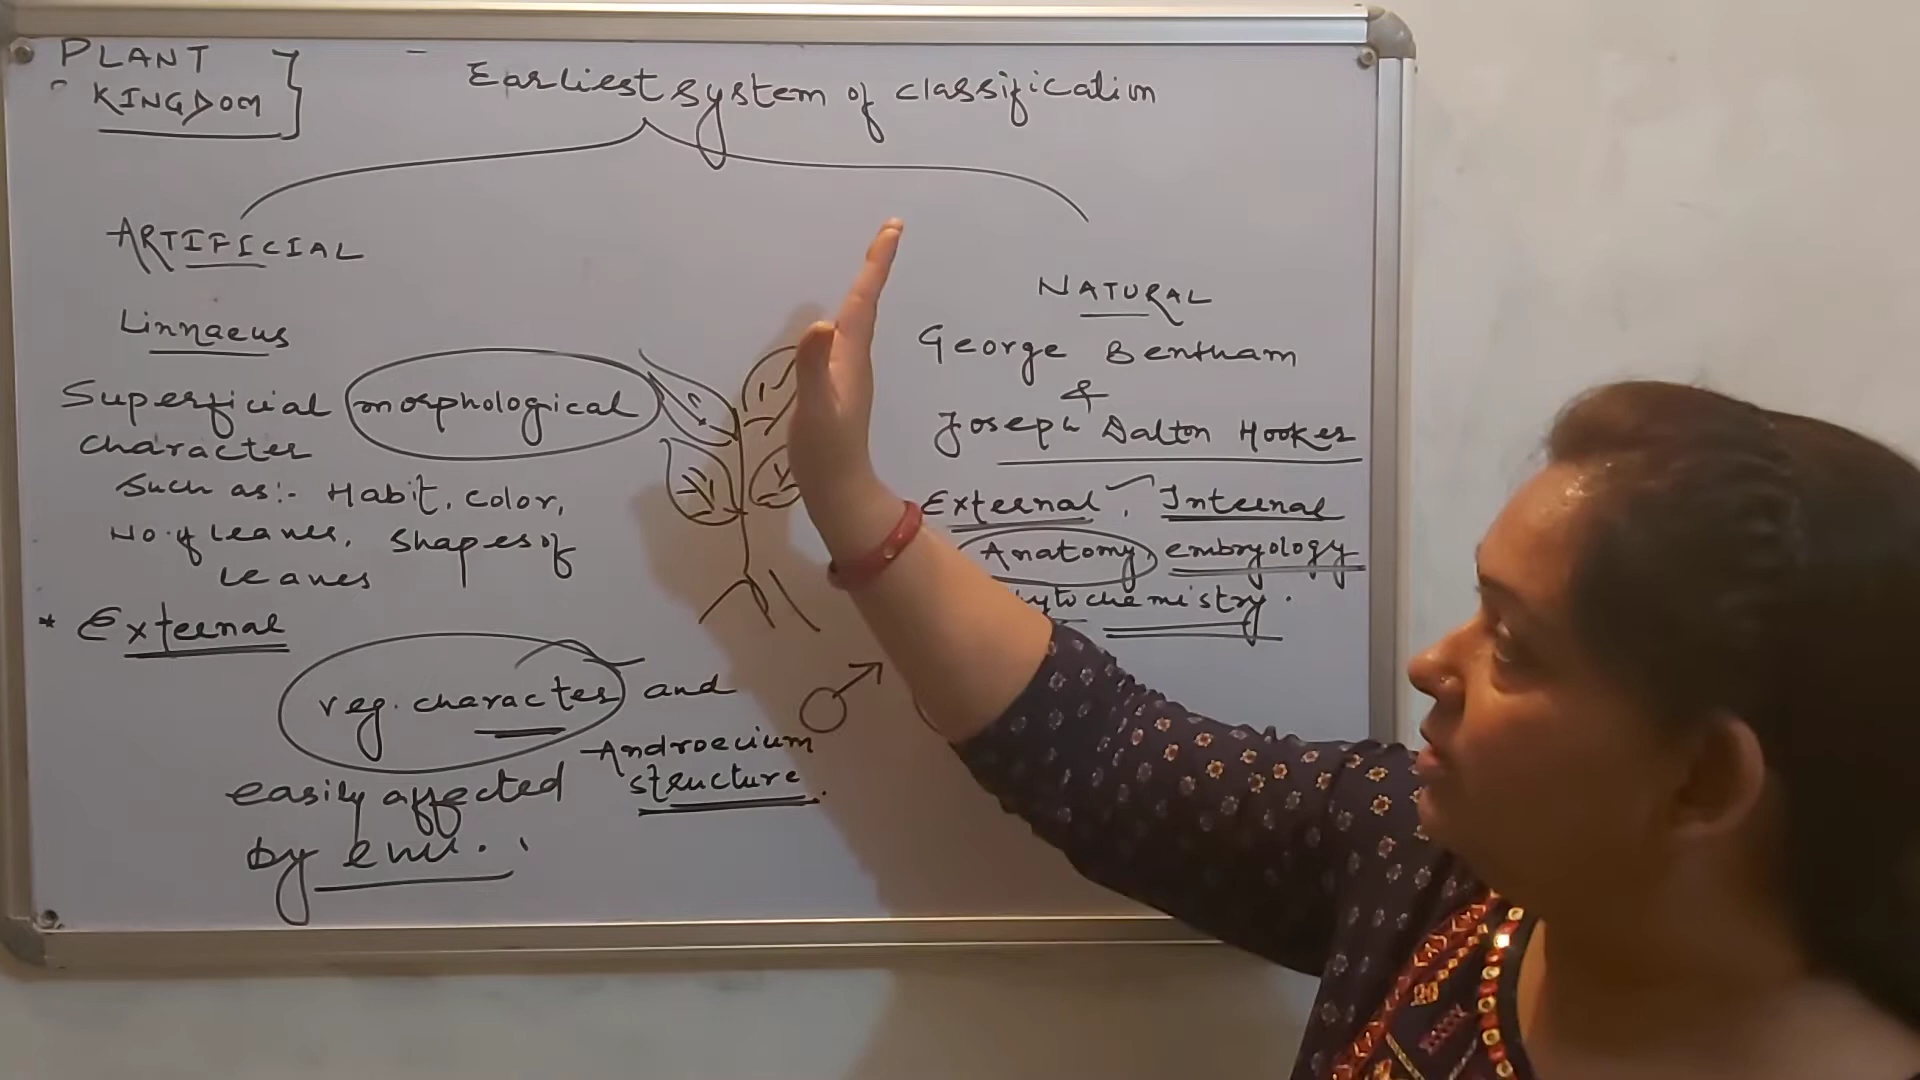 PLANT
KINGDOM
Earliest system of classification
ARTIFICIAL
Linnaeus
Superficial morphological
character
Such as:- Habit, color,
No. of leaves, Shapes of
leaves
* External
veg. character and
Androecium
structure.
easily affected
by env.
NATURAL
George Bentham
&
Joseph Dalton Hooker
External, Internal
Anatomy, embryology